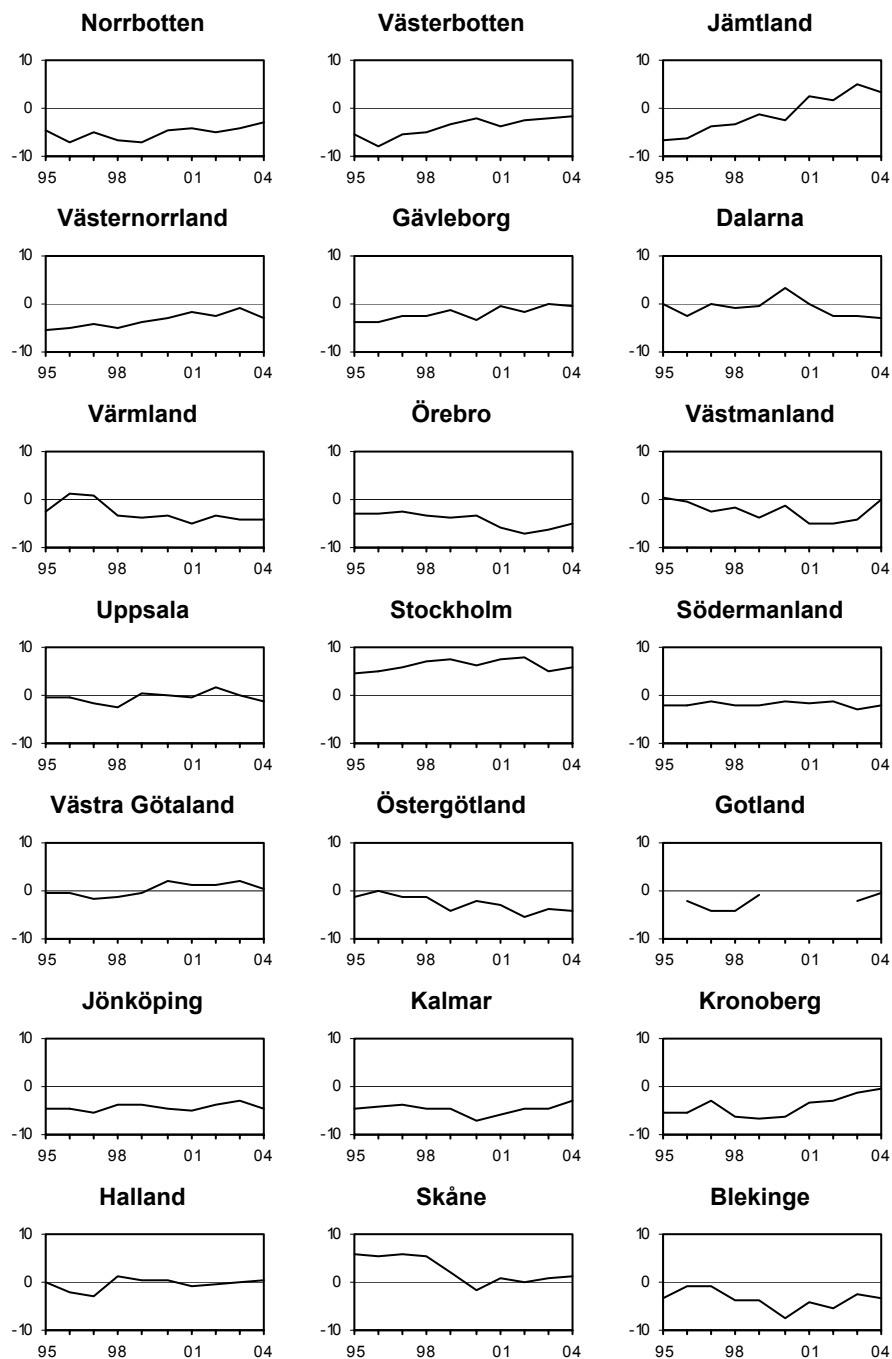 Norrbotten Västerbotten Jämtland
10 10 10
0 0 0
-10 -10 -10
95 98 01 04 95 98 01 04 95 98 01 04
Västernorrland Gävleborg Dalarna
10 10 10
0 0 0
-10 -10 -10
95 98 01 04 95 98 01 04 95 98 01 04
Värmland Örebro Västmanland
10 10 10
0 0 0
-10 -10 -10
95 98 01 04 95 98 01 04 95 98 01 04
Uppsala Stockholm Södermanland
10 10 10
0 0 0
-10 -10 -10
95 98 01 04 95 98 01 04 95 98 01 04
Västra Götaland Östergötland Gotland
10 10 10
0 0 0
-10 -10 -10
95 98 01 04 95 98 01 04 95 98 01 04
Jönköping Kalmar Kronoberg
10 10 10
0 0 0
-10 -10 -10
95 98 01 04 95 98 01 04 95 98 01 04
Halland Skåne Blekinge
10 10 10
0 0 0
-10 -10 -10
95 98 01 04 95 98 01 04 95 98 01 04